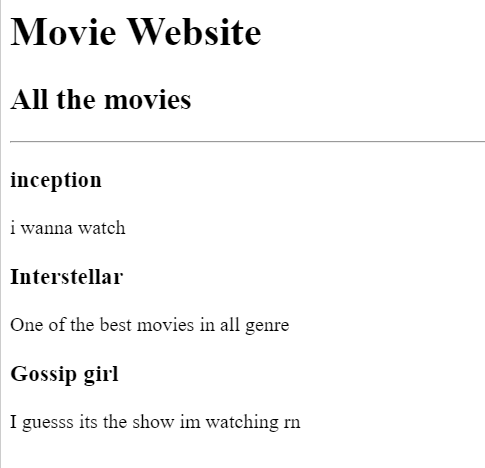 Movie Website
All the movies
inception
i wanna watch
Interstellar
One of the best movies in all genre
Gossip girl
I guesss its the show im watching rn